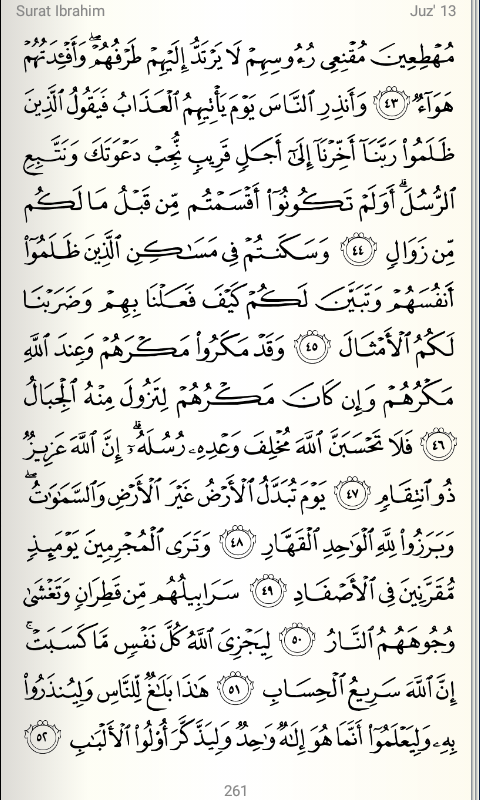 Surat Ibrahim Juz' 13
مُهْطِعِينَ مُقْنِعِى رُءُوسِهِمْ لَا يَرْتَدُّ إِلَيْهِمْ طَرْفُهُمْ ۖ وَأَفْـِٔدَتُهُمْ
هَوَآءٌ ٤٣ وَأَنذِرِ ٱلنَّاسَ يَوْمَ يَأْتِيهِمُ ٱلْعَذَابُ فَيَقُولُ ٱلَّذِينَ
ظَلَمُوا۟ رَبَّنَآ أَخِّرْنَآ إِلَىٰٓ أَجَلٍ قَرِيبٍ نُّجِبْ دَعْوَتَكَ وَنَتَّبِعِ
ٱلرُّسُلَ ۗ أَوَلَمْ تَكُونُوٓا۟ أَقْسَمْتُم مِّن قَبْلُ مَا لَكُم
مِّن زَوَالٍ ٤٤ وَسَكَنتُمْ فِى مَسَـٰكِنِ ٱلَّذِينَ ظَلَمُوٓا۟
أَنفُسَهُمْ وَتَبَيَّنَ لَكُمْ كَيْفَ فَعَلْنَا بِهِمْ وَضَرَبْنَا
لَكُمُ ٱلْأَمْثَالَ ٤٥ وَقَدْ مَكَرُوا۟ مَكْرَهُمْ وَعِندَ ٱللَّهِ
مَكْرُهُمْ وَإِن كَانَ مَكْرُهُمْ لِتَزُولَ مِنْهُ ٱلْجِبَالُ
٤٦ فَلَا تَحْسَبَنَّ ٱللَّهَ مُخْلِفَ وَعْدِهِۦ رُسُلَهُۥٓ ۗ إِنَّ ٱللَّهَ عَزِيزٌ
ذُو ٱنتِقَامٍ ٤٧ يَوْمَ تُبَدَّلُ ٱلْأَرْضُ غَيْرَ ٱلْأَرْضِ وَٱلسَّمَـٰوَٰتُ ۖ
وَبَرَزُوا۟ لِلَّهِ ٱلْوَٰحِدِ ٱلْقَهَّارِ ٤٨ وَتَرَى ٱلْمُجْرِمِينَ يَوْمَئِذٍ
مُّقَرَّنِينَ فِى ٱلْأَصْفَادِ ٤٩ سَرَابِيلُهُم مِّن قَطِرَانٍ وَتَغْشَىٰ
وُجُوهَهُمُ ٱلنَّارُ ٥٠ لِيَجْزِىَ ٱللَّهُ كُلَّ نَفْسٍ مَّا كَسَبَتْ ۚ
إِنَّ ٱللَّهَ سَرِيعُ ٱلْحِسَابِ ٥١ هَـٰذَا بَلَـٰغٌ لِّلنَّاسِ وَلِيُنذَرُوا۟
بِهِۦ وَلِيَعْلَمُوٓا۟ أَنَّمَا هُوَ إِلَـٰهٌ وَٰحِدٌ وَلِيَذَّكَّرَ أُو۟لُوا۟ ٱلْأَلْبَـٰبِ ٥٢
261